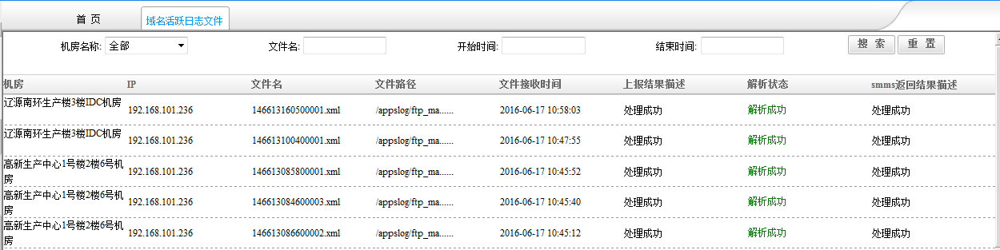 首 页 域名活跃日志文件
机房名称: 全部 文件名: 开始时间: 结束时间: 搜 索 重 置
机房 IP 文件名 文件路径 文件接收时间 上报结果描述 解析状态 smms返回结果描述
辽源南环生产楼3楼IDC机房 192.168.101.236 146613160500001.xml /appslog/ftp_ma...... 2016-06-17 10:58:03 处理成功 解析成功 处理成功
辽源南环生产楼3楼IDC机房 192.168.101.236 146613100400001.xml /appslog/ftp_ma...... 2016-06-17 10:47:55 处理成功 解析成功 处理成功
高新生产中心1号楼2楼6号机
房 192.168.101.236 146613085800001.xml /appslog/ftp_ma...... 2016-06-17 10:45:52 处理成功 解析成功 处理成功
高新生产中心1号楼2楼6号机
房 192.168.101.236 146613084600003.xml /appslog/ftp_ma...... 2016-06-17 10:45:40 处理成功 解析成功 处理成功
高新生产中心1号楼2楼6号机
房 192.168.101.236 146613086600002.xml /appslog/ftp_ma...... 2016-06-17 10:45:12 处理成功 解析成功 处理成功